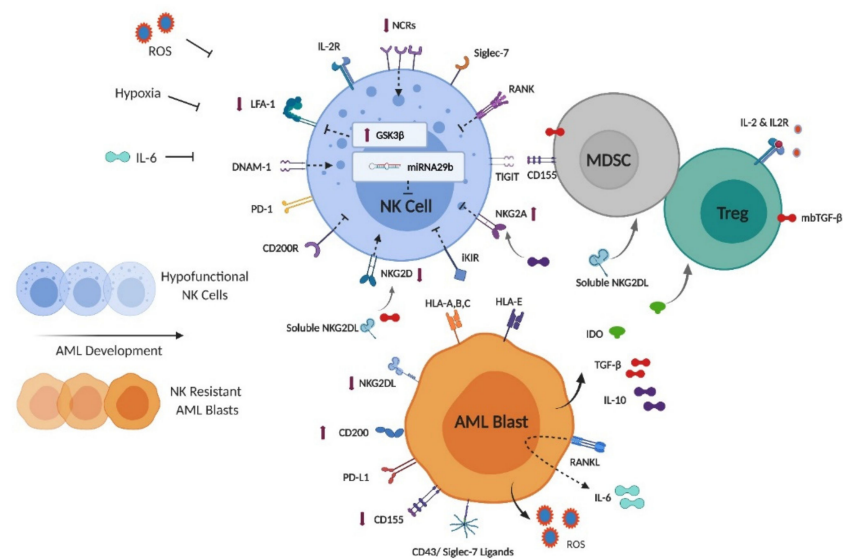 NCRs
ROS
IL-2R
Siglec-7
Hypoxia
LFA-1
RANK
GSK3β
IL-2 & IL2R
IL-6
MDSC
DNAM-1
miRNA29b
TIGIT
CD155
Treg
NK Cell
PD-1
NKG2A
mbTGF-β
CD200R
iKIR
Hypofunctional
NK Cells
NKG2D
Soluble NKG2DL
HLA-A,B,C
HLA-E
Soluble NKG2DL
AML Development
IDO
NKG2DL
TGF-β
NK Resistant
AML Blasts
IL-10
AML Blast
CD200
RANKL
PD-L1
IL-6
CD155
ROS
CD43/ Siglec-7 Ligands